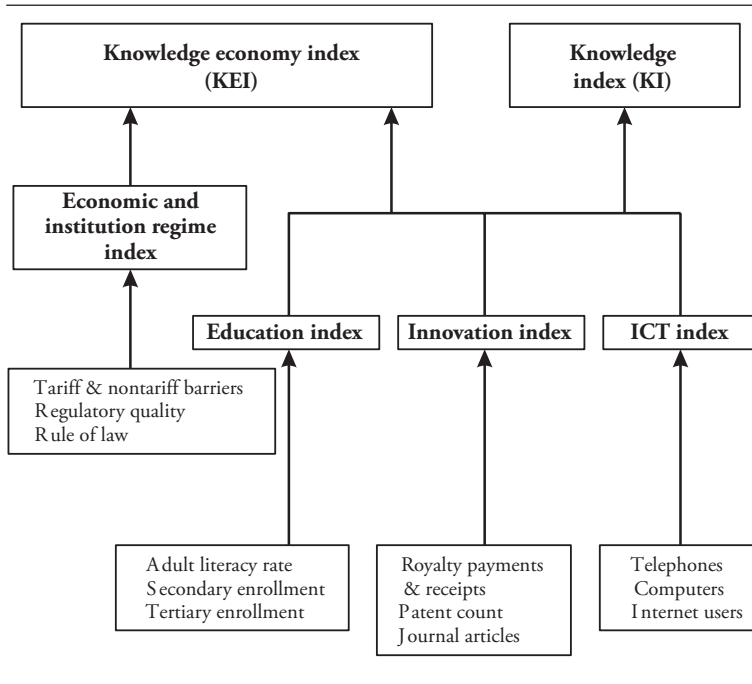 Knowledge economy index
(KEI)
Knowledge
index (KI)
Economic and
institution regime
index
Education index
Innovation index
ICT index
Tariff & nontariff barriers
Regulatory quality
Rule of law
Adult literacy rate
Secondary enrollment
Tertiary enrollment
Royalty payments
& receipts
Patent count
Journal articles
Telephones
Computers
Internet users